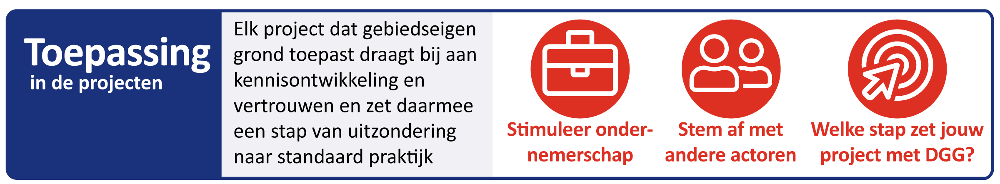 Toepassing
in de projecten
Elk project dat gebiedseigen
grond toepast draagt bij aan
kennisontwikkeling en
vertrouwen en zet daarmee
een stap van uitzondering
naar standaard praktijk
Stimuleer onder-
nemerschap
Stem af met
andere actoren
Welke stap zet jouw
project met DGG?